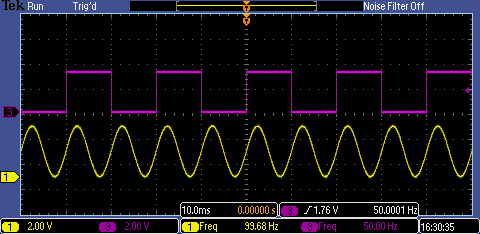 Tek Run Trig'd Noise Filter Off
3
1
10.0ms 0.00000 s 3 1.76 V 50.0001 Hz
1 2.00 V 3 2.00 V 1 Freq 99.68 Hz 3 Freq 50.00 Hz 16:30:35